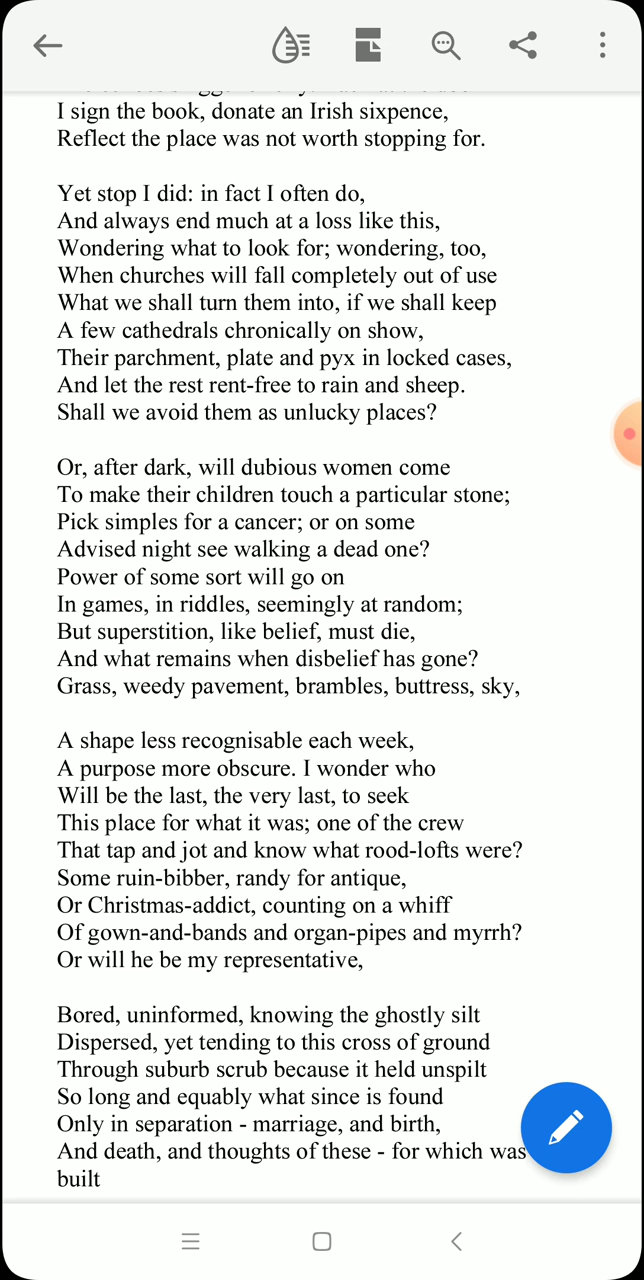 I sign the book, donate an Irish sixpence,
Reflect the place was not worth stopping for.
Yet stop I did: in fact I often do,
And always end much at a loss like this,
Wondering what to look for; wondering, too,
When churches will fall completely out of use
What we shall turn them into, if we shall keep
A few cathedrals chronically on show,
Their parchment, plate and pyx in locked cases,
And let the rest rent-free to rain and sheep.
Shall we avoid them as unlucky places?
Or, after dark, will dubious women come
To make their children touch a particular stone;
Pick simples for a cancer; or on some
Advised night see walking a dead one?
Power of some sort will go on
In games, in riddles, seemingly at random;
But superstition, like belief, must die,
And what remains when disbelief has gone?
Grass, weedy pavement, brambles, buttress, sky,
A shape less recognisable each week,
A purpose more obscure. I wonder who
Will be the last, the very last, to seek
This place for what it was; one of the crew
That tap and jot and know what rood-lofts were?
Some ruin-bibber, randy for antique,
Or Christmas-addict, counting on a whiff
Of gown-and-bands and organ-pipes and myrrh?
Or will he be my representative,
Bored, uninformed, knowing the ghostly silt
Dispersed, yet tending to this cross of ground
Through suburb scrub because it held unspilt
So long and equably what since is found
Only in separation - marriage, and birth,
And death, and thoughts of these - for which was
built